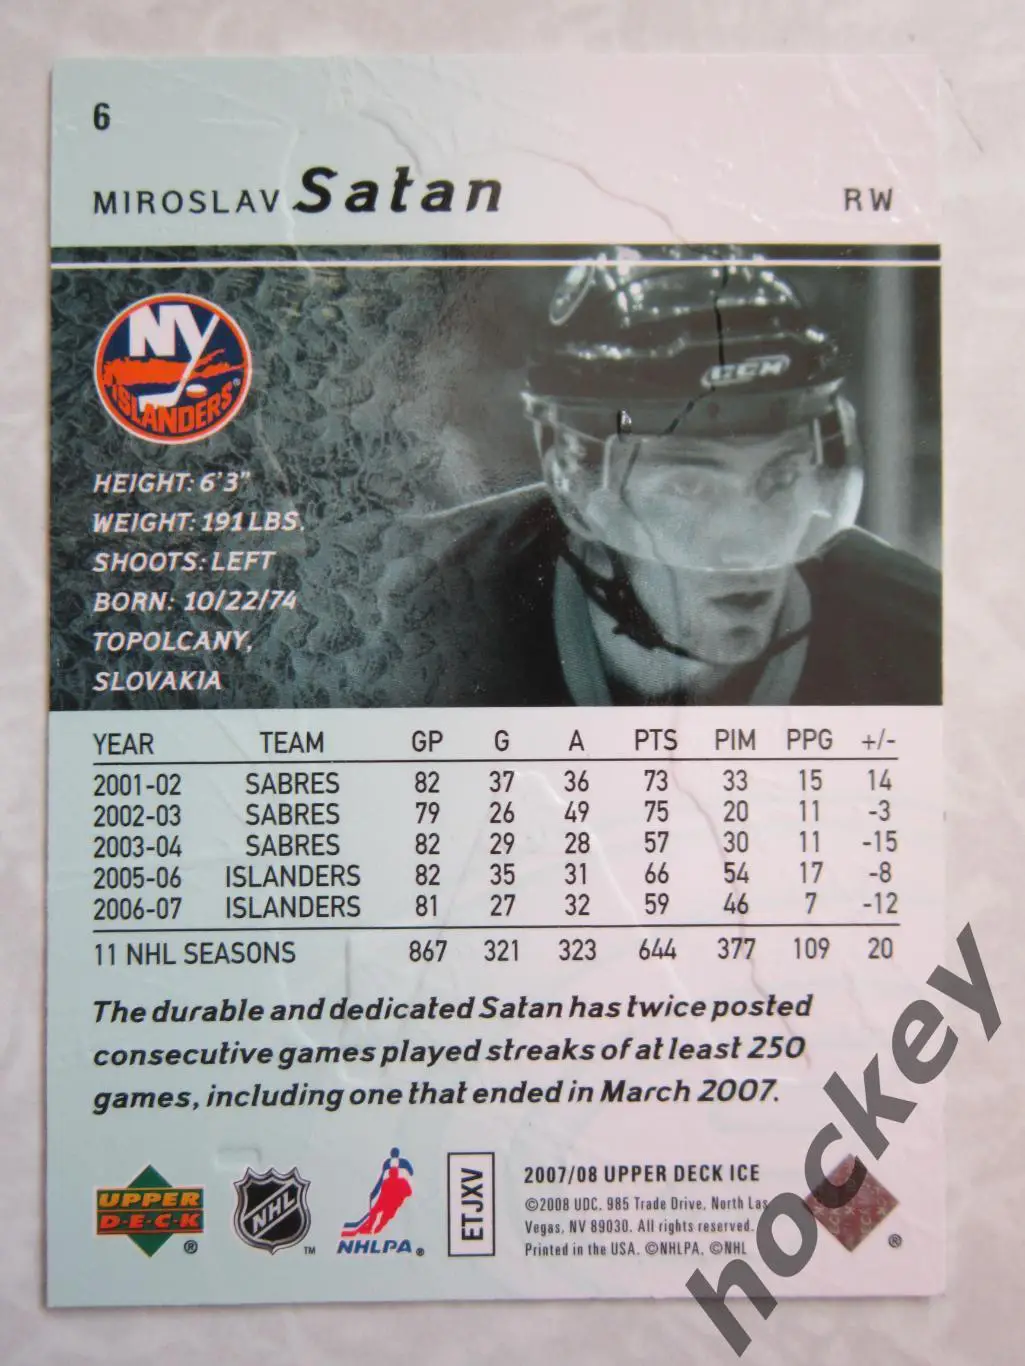 6
MIROSLAV Satan RW
CCM
NY
ISLANDERS®
HEIGHT: 6'3"
WEIGHT: 191 LBS.
SHOOTS: LEFT
BORN: 10/22/74
TOPOLCANY,
SLOVAKIA
YEAR TEAM GP G A PTS PIM PPG +/-
2001-02 SABRES 82 37 36 73 33 15 14
2002-03 SABRES 79 26 49 75 20 11 -3
2003-04 SABRES 82 29 28 57 30 11 -15
2005-06 ISLANDERS 82 35 31 66 54 17 -8
2006-07 ISLANDERS 81 27 32 59 46 7 -12
11 NHL SEASONS 867 321 323 644 377 109 20
The durable and dedicated Satan has twice posted
consecutive games played streaks of at least 250
games, including one that ended in March 2007.
UPPER
D·E·C·K ®
NHL ™
NHLPA®
ETJXV
2007/08 UPPER DECK ICE
©2008 UDC. 985 Trade Drive, North Las
Vegas, NV 89030. All rights reserved.
Printed in the USA. ©NHLPA. ©NHL
®
hockey